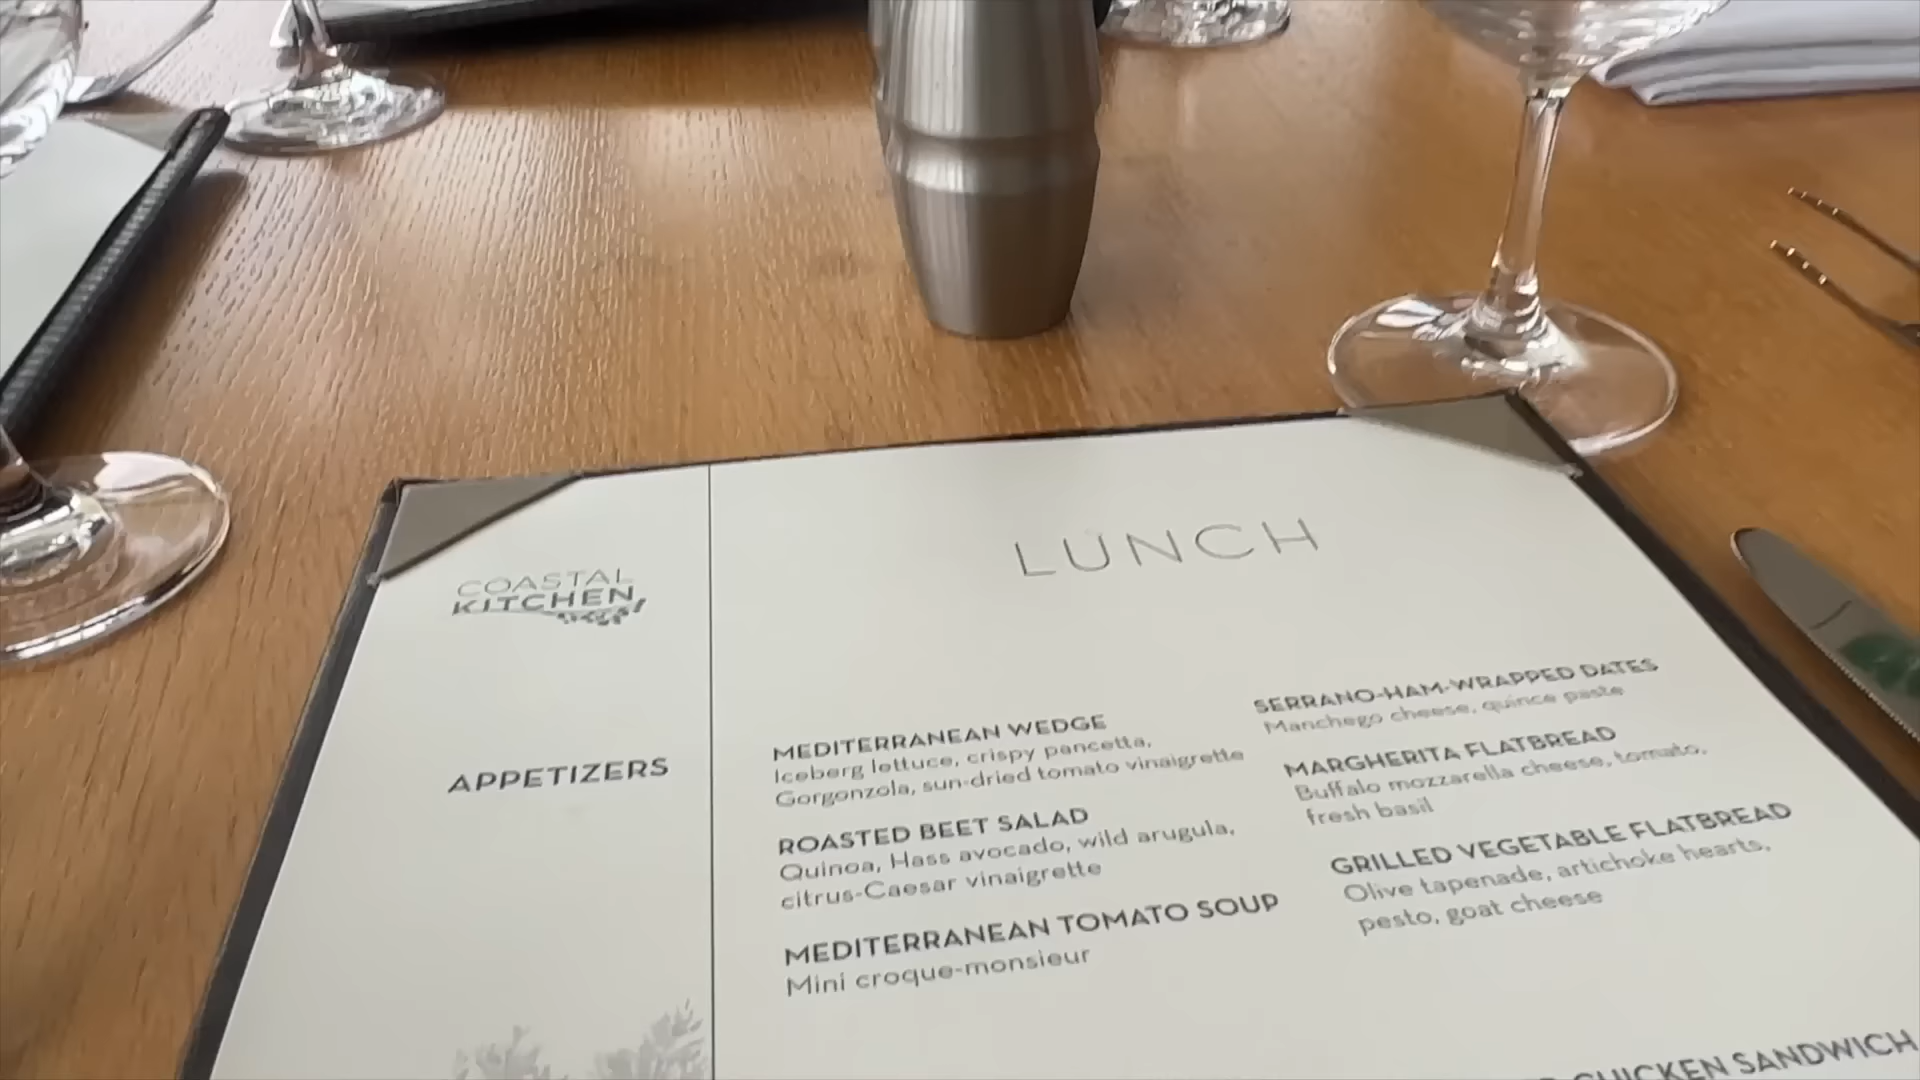 COASTAL
KITCHEN
LUNCH
APPETIZERS
MEDITERRANEAN WEDGE
Iceberg lettuce, crispy pancetta,
Gorgonzola, sun-dried tomato vinaigrette
ROASTED BEET SALAD
Quinoa, Hass avocado, wild arugula,
citrus-Caesar vinaigrette
MEDITERRANEAN TOMATO SOUP
Mini croque-monsieur
SERRANO-HAM-WRAPPED DATES
Manchego cheese, quince paste
MARGHERITA FLATBREAD
Buffalo mozzarella cheese, tomato,
fresh basil
GRILLED VEGETABLE FLATBREAD
Olive tapenade, artichoke hearts,
pesto, goat cheese
CHICKEN SANDWICH